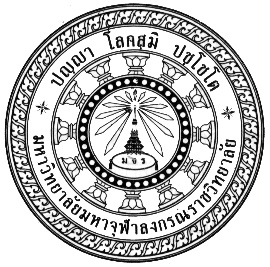 ปญฺญา โลกสฺมิ ปชฺโชโต
ม จ ร
มหาวิทยาลัยมหาจุฬาลงกรณราชวิทยาลัย